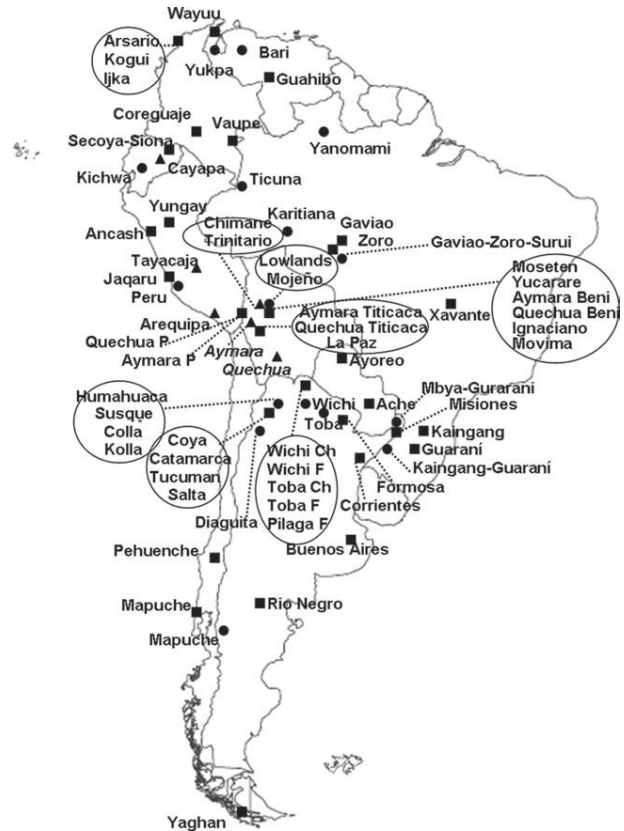 Wayuu
Arsario
Kogui
Ijka
Bari
Yukpa
Guahibo
Coreguaje
Vaupe
Secoya-Siona
Yanomami
Cayapa
Kichwa
Ticuna
Yungay
Karitiana
Chimane
Trinitario
Gaviao
Zoro
Ancash
Gaviao-Zoro-Surui
Tayacaja
Lowlands
Mojeño
Moseten
Yucarare
Aymara Beni
Quechua Beni
Ignaciano
Movima
Jaqaru
Peru
Aymara Titicaca
Quechua Titicaca
La Paz
Xavante
Arequipa
Quechua P
Aymara P
Aymara
Quechua
Ayoreo
Humahuaca
Susque
Colla
Kolla
Wichi
Toba
Ache
Mbya-Gurarani
Misiones
Coya
Catamarca
Tucuman
Salta
Wichi Ch
Wichi F
Toba Ch
Toba F
Pilaga F
Kaingang
Guaraní
Kaingang-Guaraní
Formosa
Corrientes
Diaguita
Buenos Aires
Pehuenche
Mapuche
Rio Negro
Mapuche
Yaghan